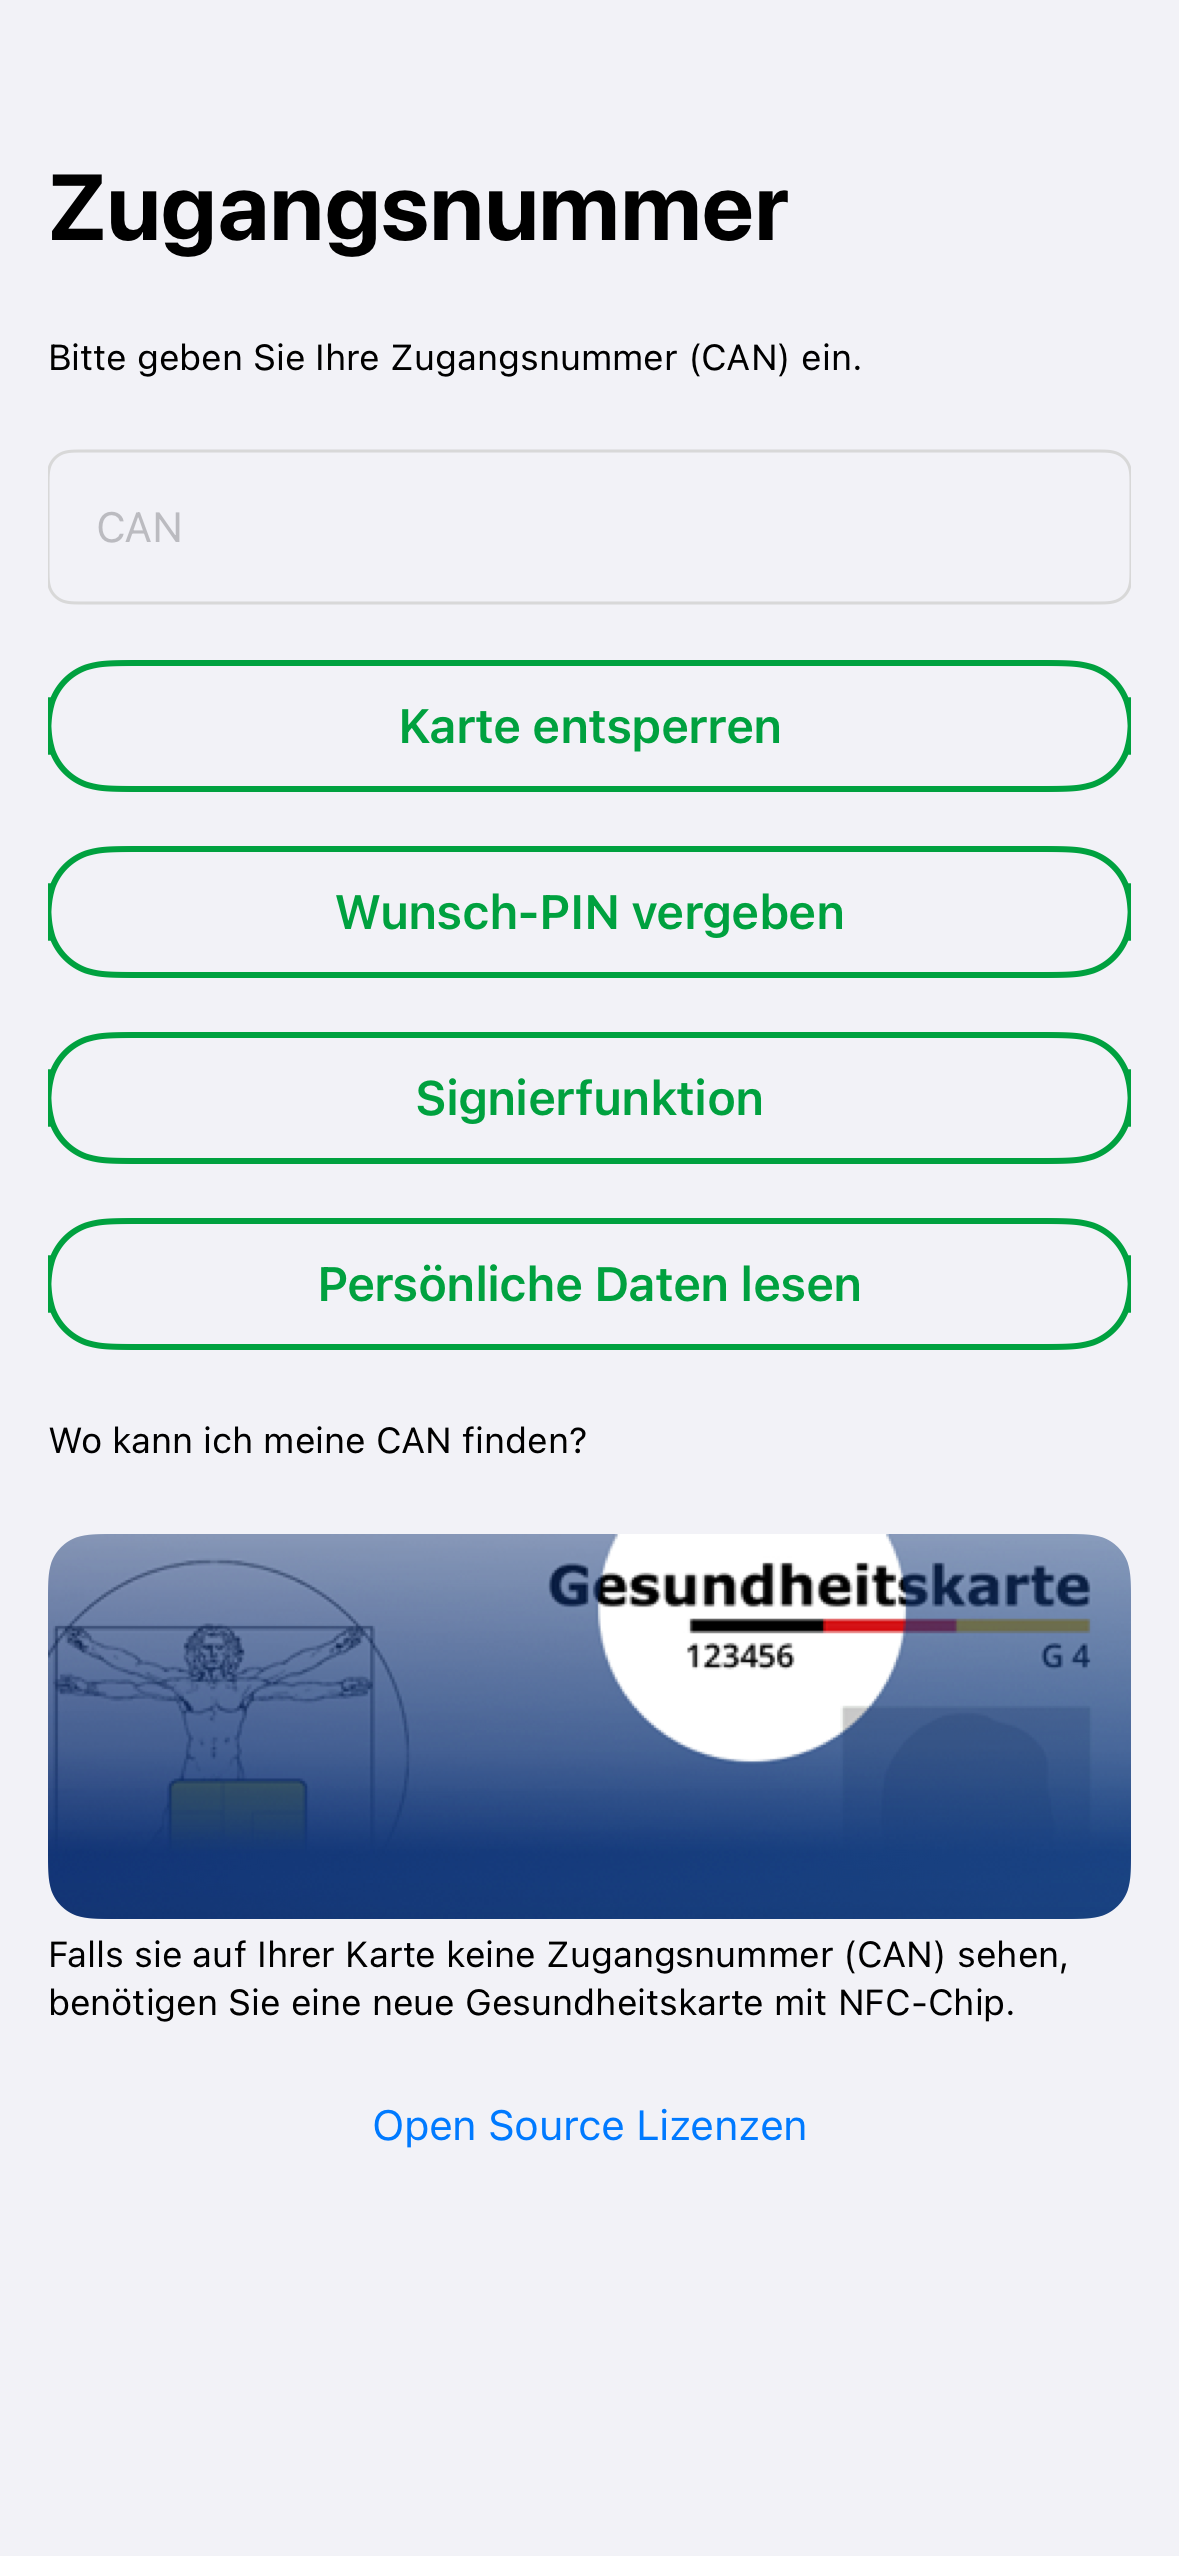 Zugangsnummer
Bitte geben Sie Ihre Zugangsnummer (CAN) ein.
CAN
Karte entsperren
Wunsch-PIN vergeben
Signierfunktion
Persönliche Daten lesen
Wo kann ich meine CAN finden?
Gesundheitskarte
123456 G 4
Falls sie auf Ihrer Karte keine Zugangsnummer (CAN) sehen,
benötigen Sie eine neue Gesundheitskarte mit NFC-Chip.
Open Source Lizenzen